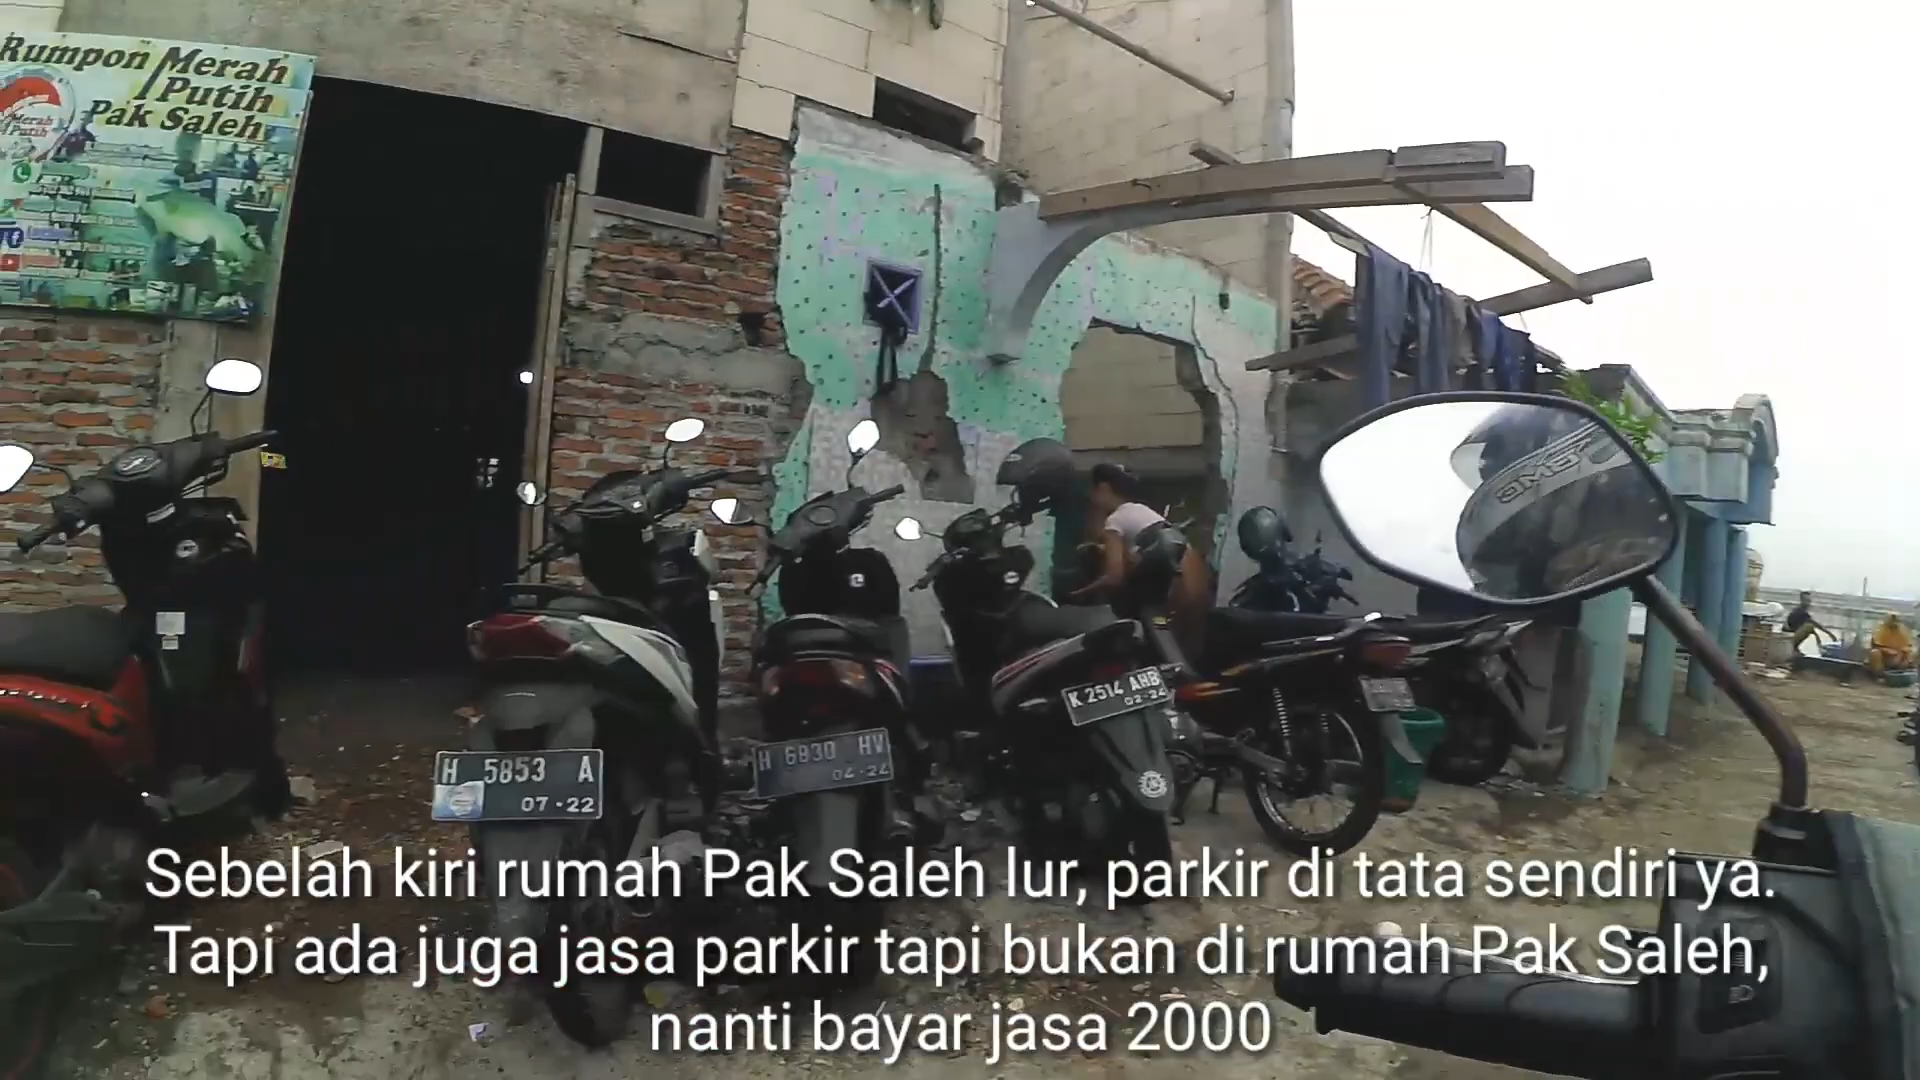 Rumpon Merah
Putih
Pak Saleh
Merah
Putih
H 5853 A
07-22
H 6830 HV
04-24
K 2514 AHB
02-24
Sebelah kiri rumah Pak Saleh lur, parkir di tata sendiri ya.
Tapi ada juga jasa parkir tapi bukan di rumah Pak Saleh,
nanti bayar jasa 2000